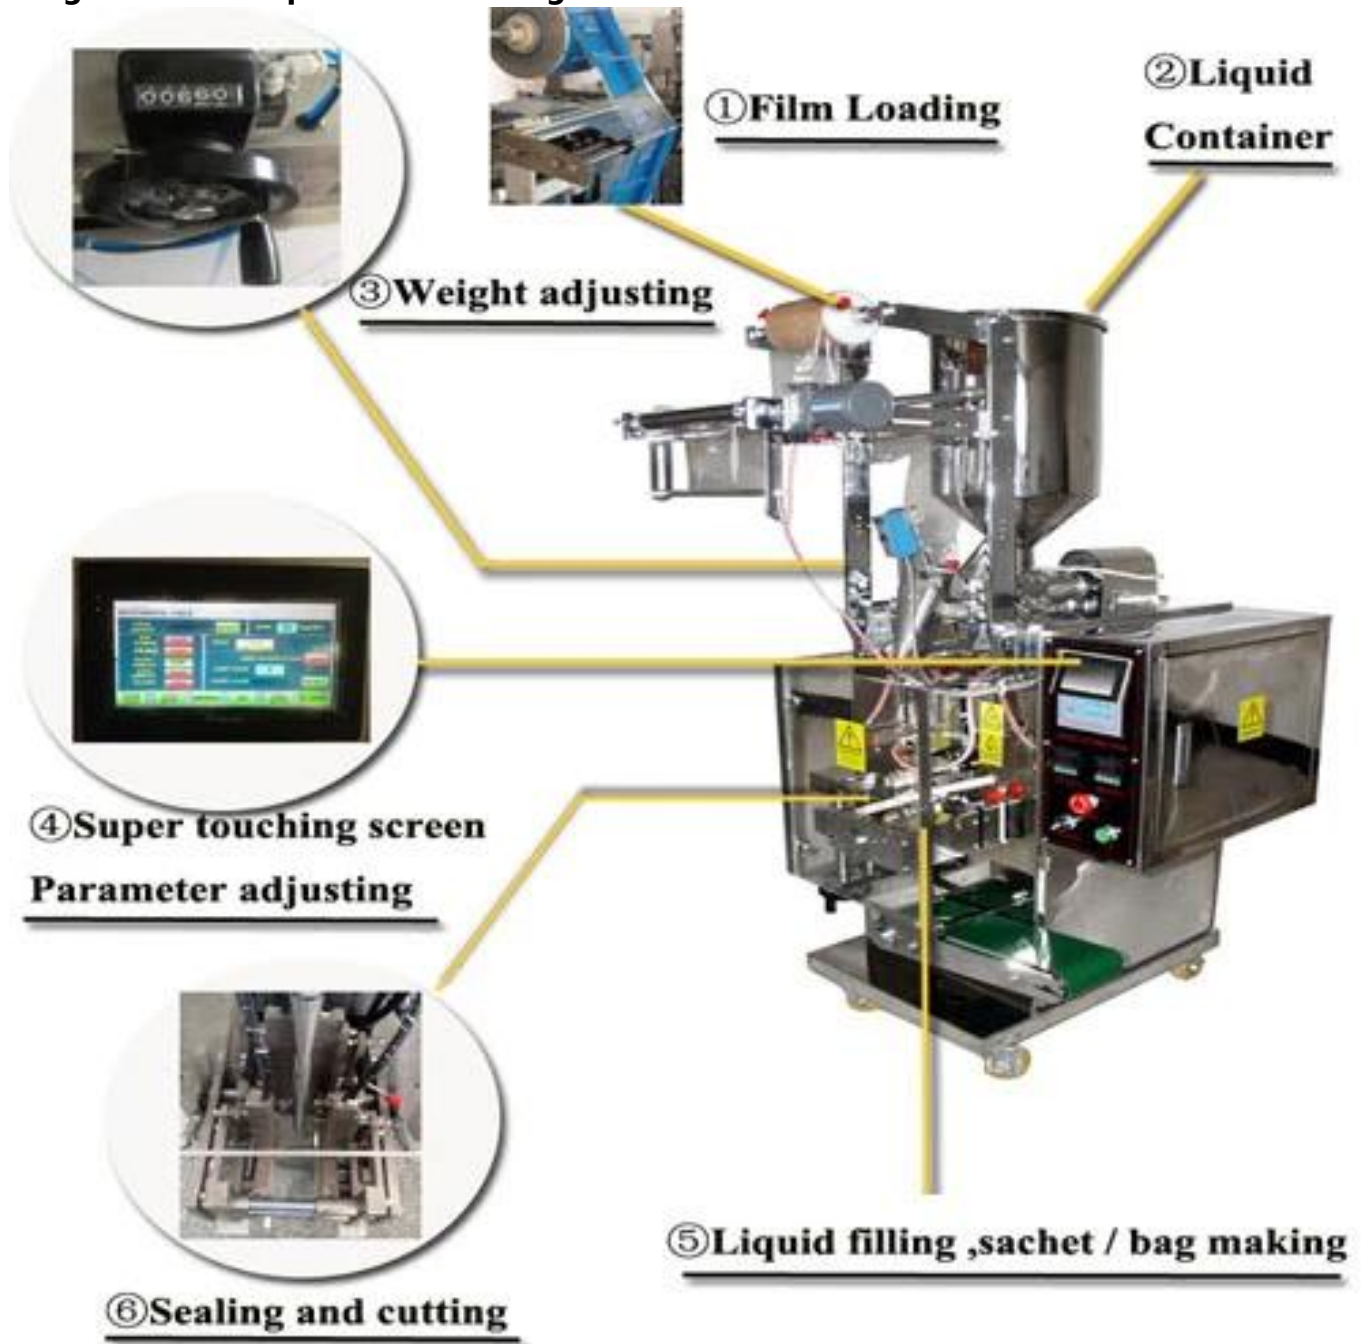 ①Film Loading
②Liquid
Container
00660
③Weight adjusting
④Super touching screen
Parameter adjusting
⑤Liquid filling ,sachet / bag making
⑥Sealing and cutting